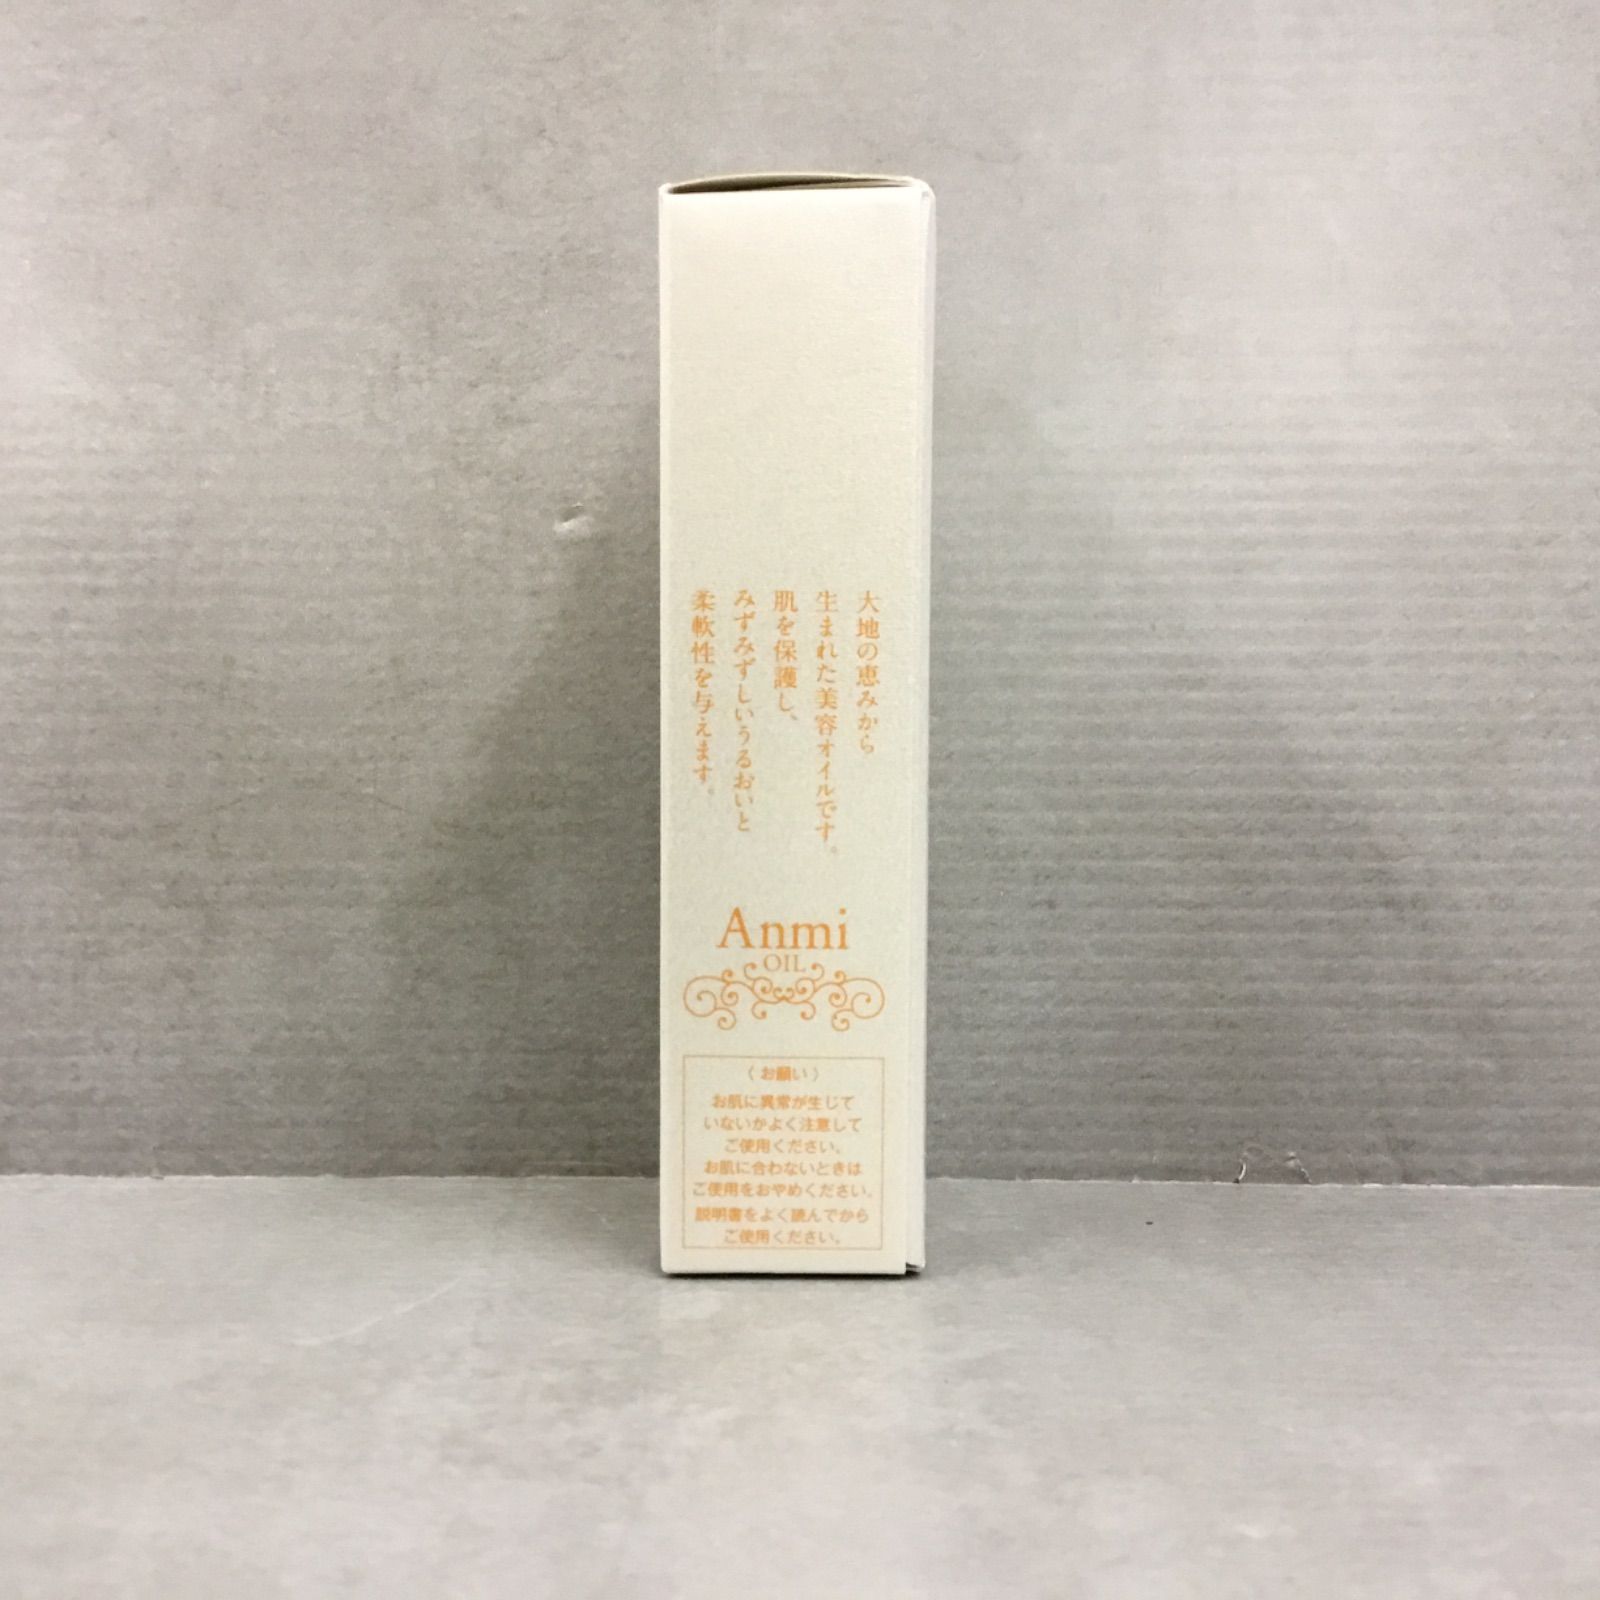 大地の恵みから
生まれた美容オイルです。
肌を保護し、
みずみずしいうるおいと
柔軟性を与えます。
Anmi
OIL
〈お願い〉
お肌に異常が生じて
いないかよく注意して
ご使用ください。
お肌に合わないときは
ご使用をおやめください。
説明書をよく読んでから
ご使用ください。